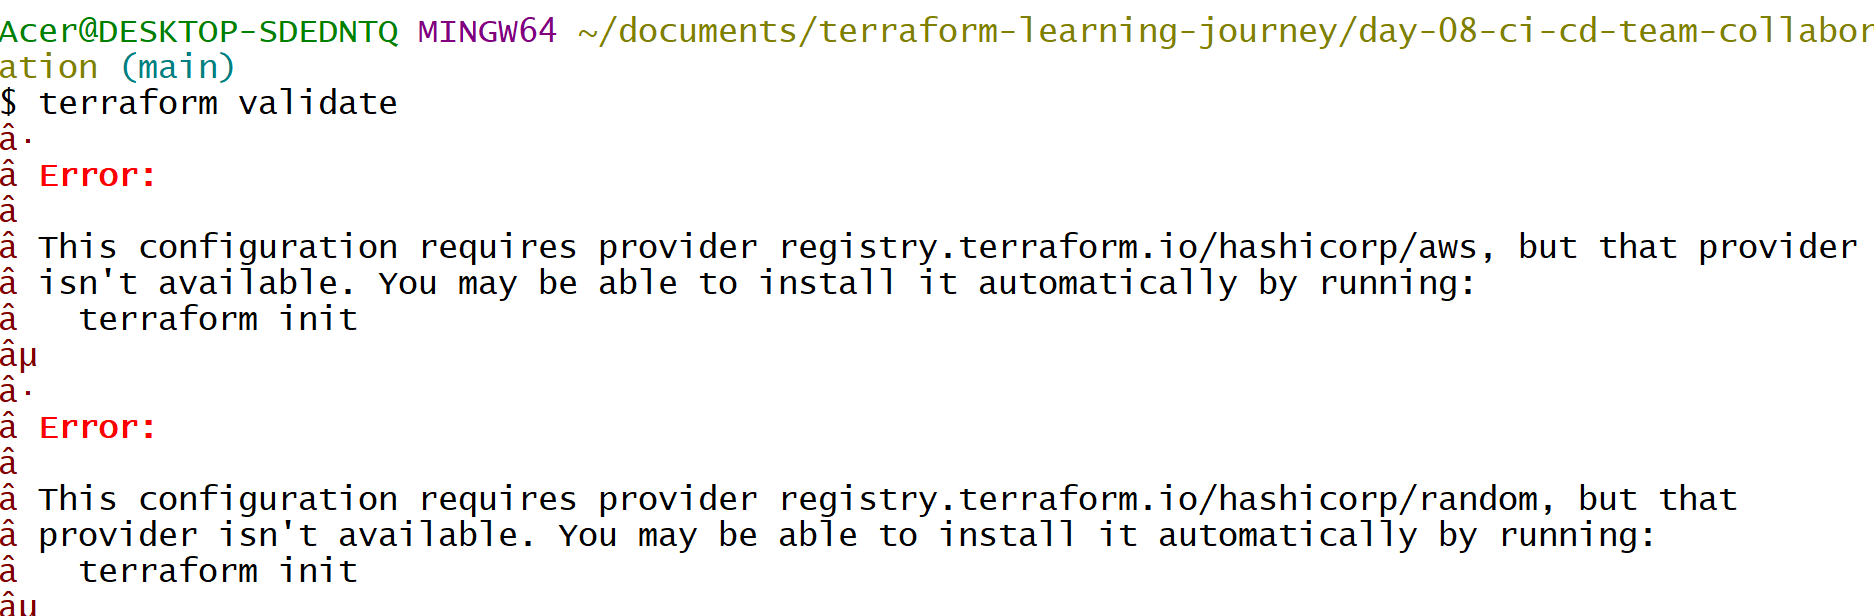 Acer@DESKTOP-SDEDNTQ MINGW64 ~/documents/terraform-learning-journey/day-08-ci-cd-team-collabor
ation (main)
$ terraform validate
â·
â Error:
â
â This configuration requires provider registry.terraform.io/hashicorp/aws, but that provider
â isn't available. You may be able to install it automatically by running:
â   terraform init
âµ
â·
â Error:
â
â This configuration requires provider registry.terraform.io/hashicorp/random, but that
â provider isn't available. You may be able to install it automatically by running:
â   terraform init
âµ